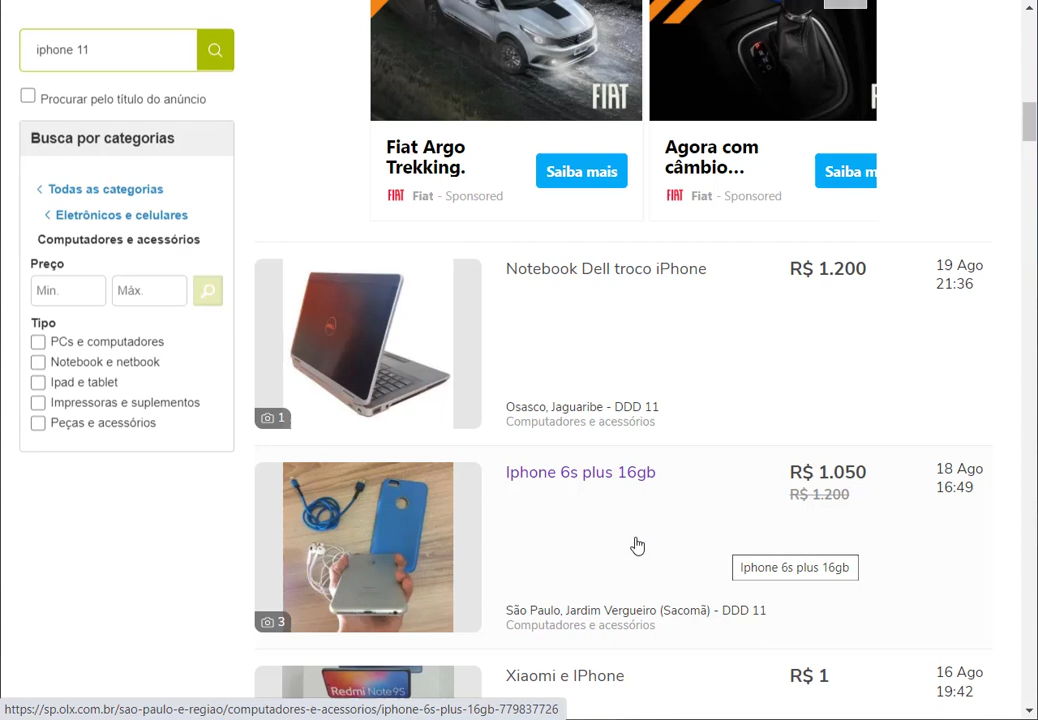 iphone 11
Procurar pelo título do anúncio
Busca por categorias
< Todas as categorias
< Eletrônicos e celulares
Computadores e acessórios
Preço
Min.
Máx.
Tipo
PCs e computadores
Notebook e netbook
Ipad e tablet
Impressoras e suplementos
Peças e acessórios
FIAT
Fiat Argo
Trekking.
Saiba mais
FIAT Fiat - Sponsored
Agora com
câmbio...
Saiba m
FIAT Fiat - Sponsored
1
Notebook Dell troco iPhone
R$ 1.200
19 Ago
21:36
Osasco, Jaguaribe - DDD 11
Computadores e acessórios
3
Iphone 6s plus 16gb
R$ 1.050
R$ 1.200
18 Ago
16:49
Iphone 6s plus 16gb
São Paulo, Jardim Vergueiro (Sacomã) - DDD 11
Computadores e acessórios
Redmi Note9S
Xiaomi e IPhone
R$ 1
16 Ago
19:42
https://sp.olx.com.br/sao-paulo-e-regiao/computadores-e-acessorios/iphone-6s-plus-16gb-779837726